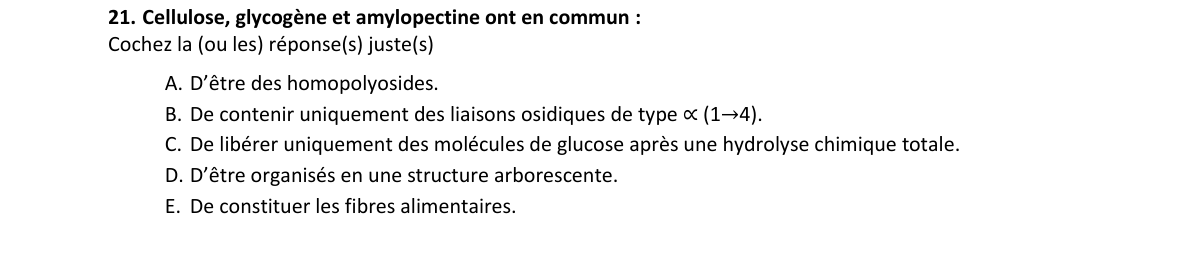 21. Cellulose, glycogène et amylopectine ont en commun :
Cochez la (ou les) réponse(s) juste(s)
A. D’être des homopolyosides.
B. De contenir uniquement des liaisons osidiques de type ∝ (1→4).
C. De libérer uniquement des molécules de glucose après une hydrolyse chimique totale.
D. D’être organisés en une structure arborescente.
E. De constituer les fibres alimentaires.